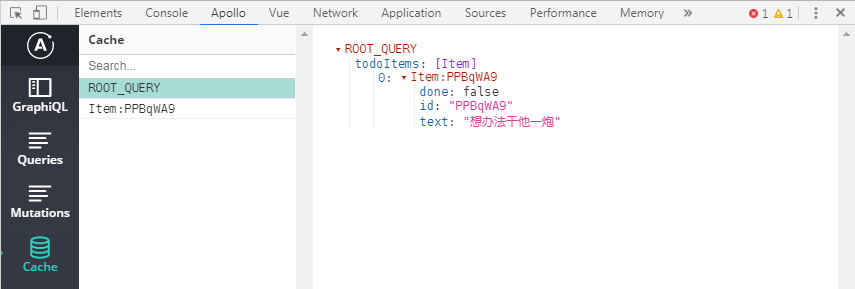 Elements Console Apollo Vue Network Application Sources Performance Memory » 1 1
Cache
Search...
ROOT_QUERY
Item:PPBqWA9
GraphiQL
Queries
Mutations
Cache
ROOT_QUERY
todoItems: [Item]
0: Item:PPBqWA9
done: false
id: "PPBqWA9"
text: "想办法干他一炮"